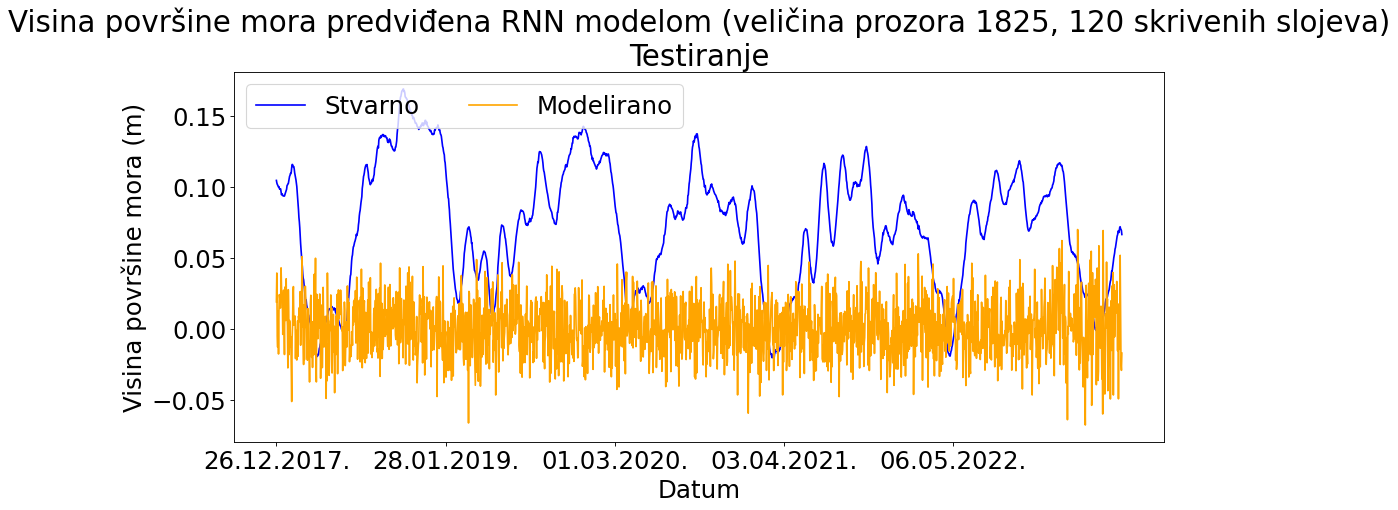 Visina površine mora predviđena RNN modelom (veličina prozora 1825, 120 skrivenih slojeva)
Testiranje
Stvarno Modelirano
Visina površine mora (m)
0.15
0.10
0.05
0.00
−0.05
26.12.2017. 28.01.2019. 01.03.2020. 03.04.2021. 06.05.2022.
Datum